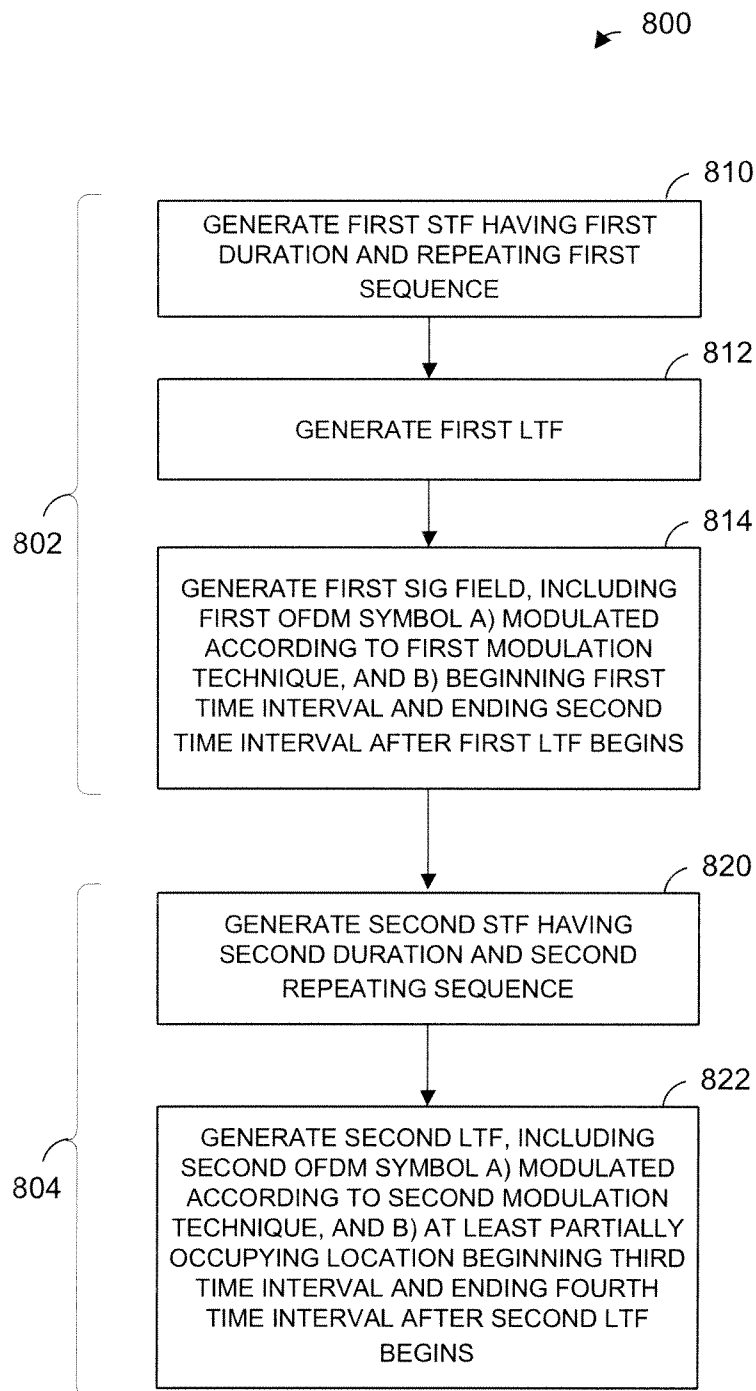 800
810
GENERATE FIRST STF HAVING FIRST
DURATION AND REPEATING FIRST
SEQUENCE
812
GENERATE FIRST LTF
802
814
GENERATE FIRST SIG FIELD, INCLUDING
FIRST OFDM SYMBOL A) MODULATED
ACCORDING TO FIRST MODULATION
TECHNIQUE, AND B) BEGINNING FIRST
TIME INTERVAL AND ENDING SECOND
TIME INTERVAL AFTER FIRST LTF BEGINS
820
GENERATE SECOND STF HAVING
SECOND DURATION AND SECOND
REPEATING SEQUENCE
822
804
GENERATE SECOND LTF, INCLUDING
SECOND OFDM SYMBOL A) MODULATED
ACCORDING TO SECOND MODULATION
TECHNIQUE, AND B) AT LEAST PARTIALLY
OCCUPYING LOCATION BEGINNING THIRD
TIME INTERVAL AND ENDING FOURTH
TIME INTERVAL AFTER SECOND LTF
BEGINS